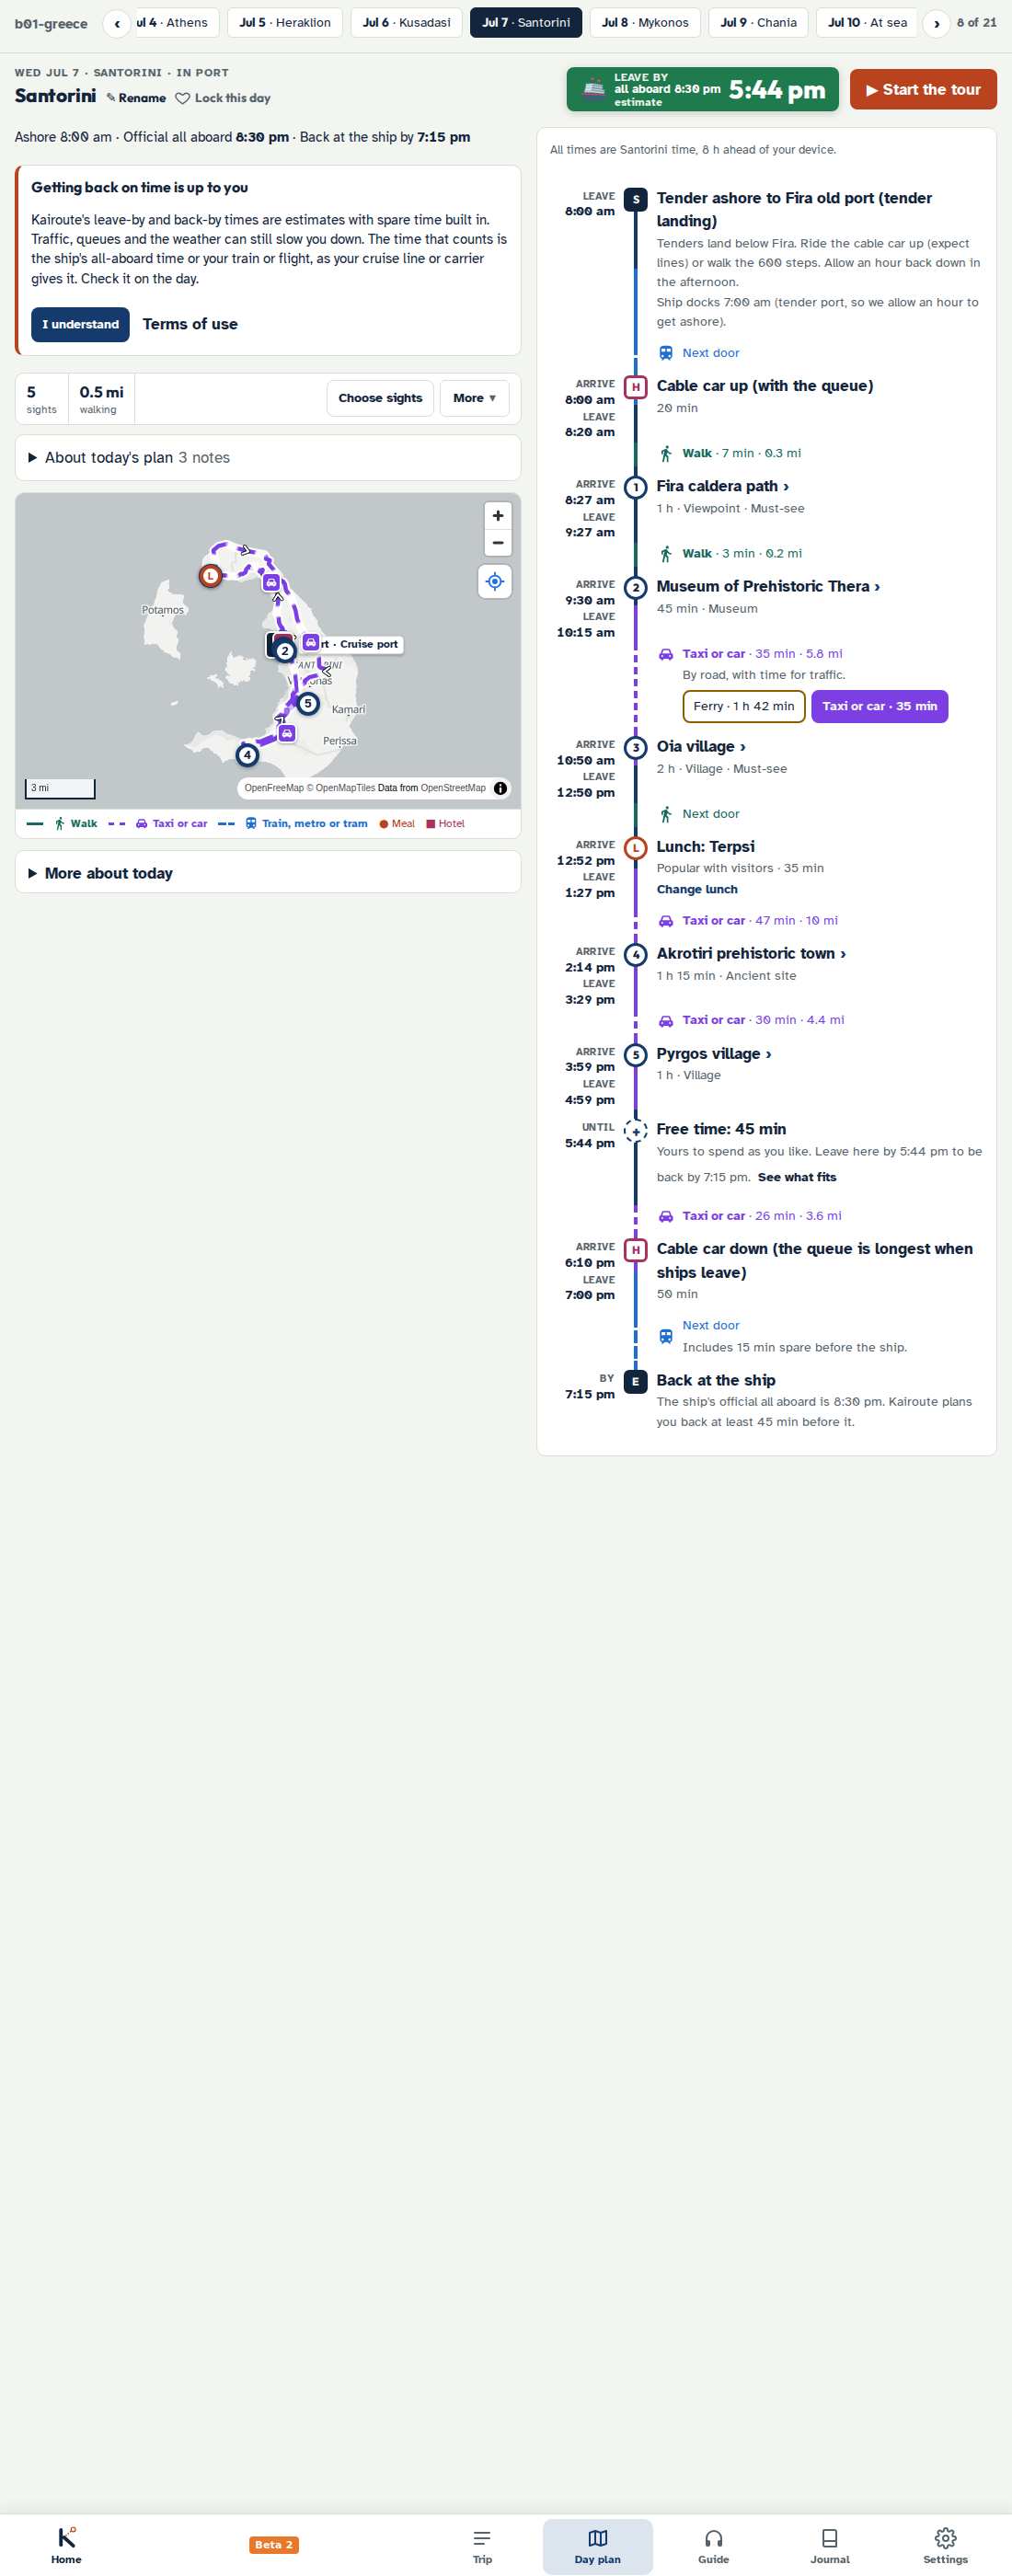 b01-greece
‹
ul 4 · Athens
Jul 5 · Heraklion
Jul 6 · Kusadasi
Jul 7 · Santorini
Jul 8 · Mykonos
Jul 9 · Chania
Jul 10 · At sea
›
8 of 21
WED JUL 7 · SANTORINI · IN PORT
Santorini
✎ Rename
Lock this day
LEAVE BY
all aboard 8:30 pm
estimate
5:44 pm
▶ Start the tour
Ashore 8:00 am · Official all aboard 8:30 pm · Back at the ship by 7:15 pm
Getting back on time is up to you
Kairoute's leave-by and back-by times are estimates with spare time built in.
Traffic, queues and the weather can still slow you down. The time that counts is
the ship's all-aboard time or your train or flight, as your cruise line or carrier
gives it. Check it on the day.
I understand
Terms of use
5
sights
0.5 mi
walking
Choose sights
More ▼
▶ About today's plan 3 notes
+
−
L
Potamos
2
rt · Cruise port
5
Kamari
Perissa
4
3 mi
OpenFreeMap © OpenMapTiles Data from OpenStreetMap
Walk
Taxi or car
Train, metro or tram
Meal
Hotel
▶ More about today
All times are Santorini time, 8 h ahead of your device.
LEAVE
8:00 am
S
Tender ashore to Fira old port (tender
landing)
Tenders land below Fira. Ride the cable car up (expect
lines) or walk the 600 steps. Allow an hour back down in
the afternoon.
Ship docks 7:00 am (tender port, so we allow an hour to
get ashore).
Next door
ARRIVE
8:00 am
LEAVE
8:20 am
H
Cable car up (with the queue)
20 min
Walk · 7 min · 0.3 mi
ARRIVE
8:27 am
LEAVE
9:27 am
1
Fira caldera path ›
1 h · Viewpoint · Must-see
Walk · 3 min · 0.2 mi
ARRIVE
9:30 am
LEAVE
10:15 am
2
Museum of Prehistoric Thera ›
45 min · Museum
Taxi or car · 35 min · 5.8 mi
By road, with time for traffic.
Ferry · 1 h 42 min
Taxi or car · 35 min
ARRIVE
10:50 am
LEAVE
12:50 pm
3
Oia village ›
2 h · Village · Must-see
Next door
ARRIVE
12:52 pm
LEAVE
1:27 pm
L
Lunch: Terpsi
Popular with visitors · 35 min
Change lunch
Taxi or car · 47 min · 10 mi
ARRIVE
2:14 pm
LEAVE
3:29 pm
4
Akrotiri prehistoric town ›
1 h 15 min · Ancient site
Taxi or car · 30 min · 4.4 mi
ARRIVE
3:59 pm
LEAVE
4:59 pm
5
Pyrgos village ›
1 h · Village
UNTIL
5:44 pm
+
Free time: 45 min
Yours to spend as you like. Leave here by 5:44 pm to be
back by 7:15 pm. See what fits
Taxi or car · 26 min · 3.6 mi
ARRIVE
6:10 pm
LEAVE
7:00 pm
H
Cable car down (the queue is longest when
ships leave)
50 min
Next door
Includes 15 min spare before the ship.
BY
7:15 pm
E
Back at the ship
The ship's official all aboard is 8:30 pm. Kairoute plans
you back at least 45 min before it.
Home
Beta 2
Trip
Day plan
Guide
Journal
Settings